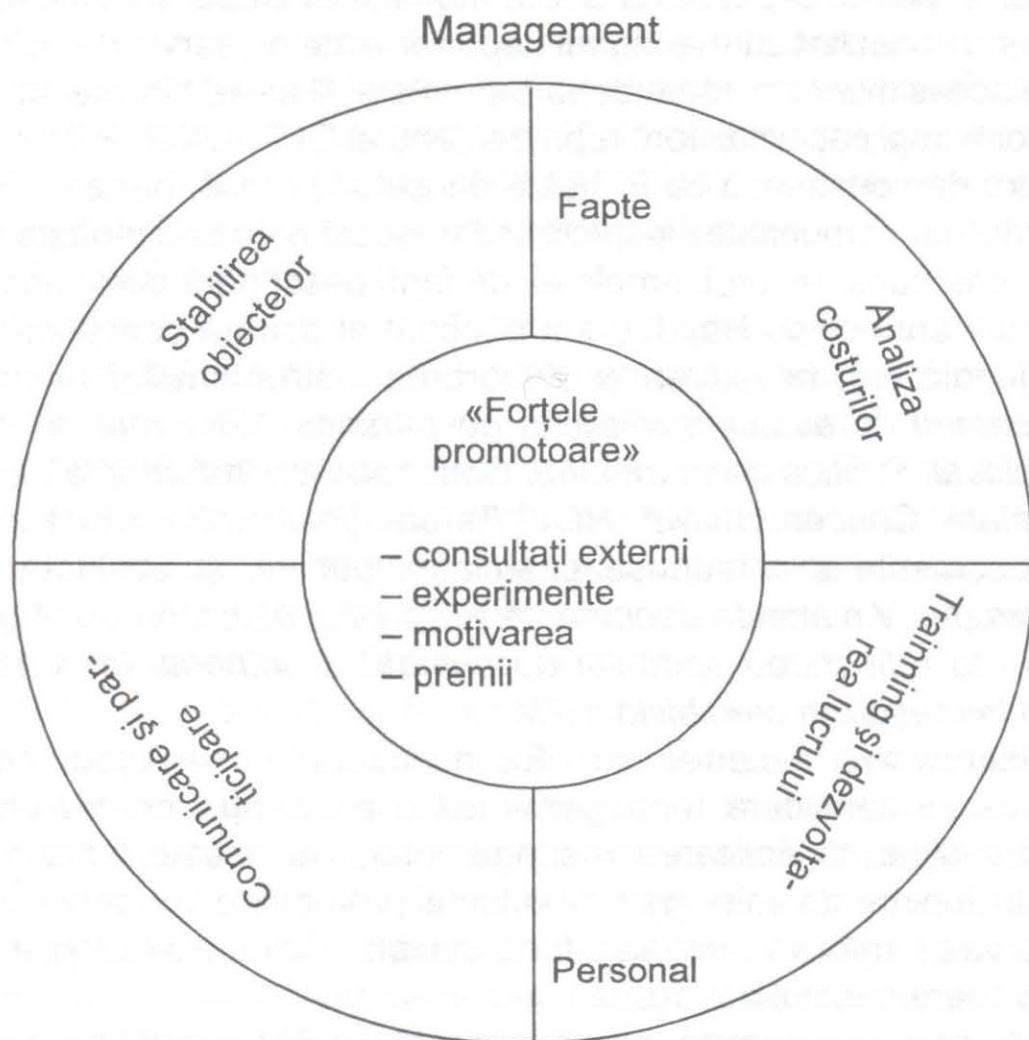 Management
Fapte
Stabilirea
obiectelor
Analiza
costurilor
«Forțele
promotoare»
– consultați externi
– experimente
– motivarea
– premii
Comunicare și par-
ticipare
Training și dezvolta-
rea lucrului
Personal